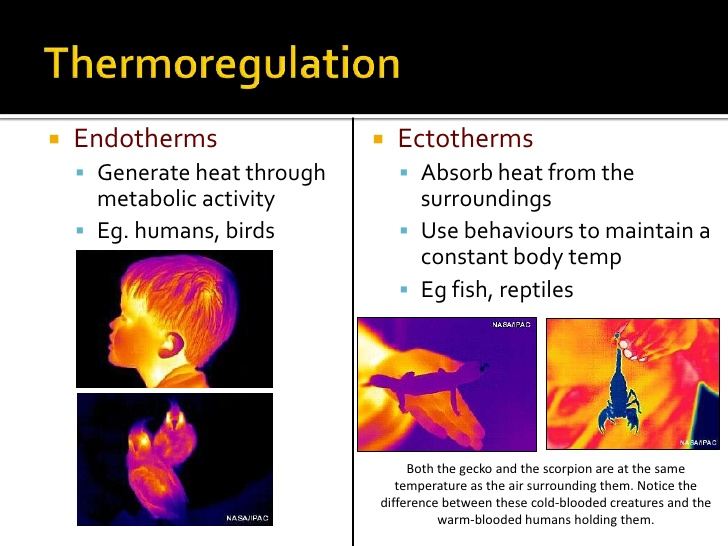 Thermoregulation
Endotherms
Generate heat through
metabolic activity
Eg. humans, birds
NASA/IPAC
Ectotherms
Absorb heat from the
surroundings
Use behaviours to maintain a
constant body temp
Eg fish, reptiles
NASA/IPAC
NASA/IPAC
Both the gecko and the scorpion are at the same
temperature as the air surrounding them. Notice the
difference between these cold-blooded creatures and the
warm-blooded humans holding them.